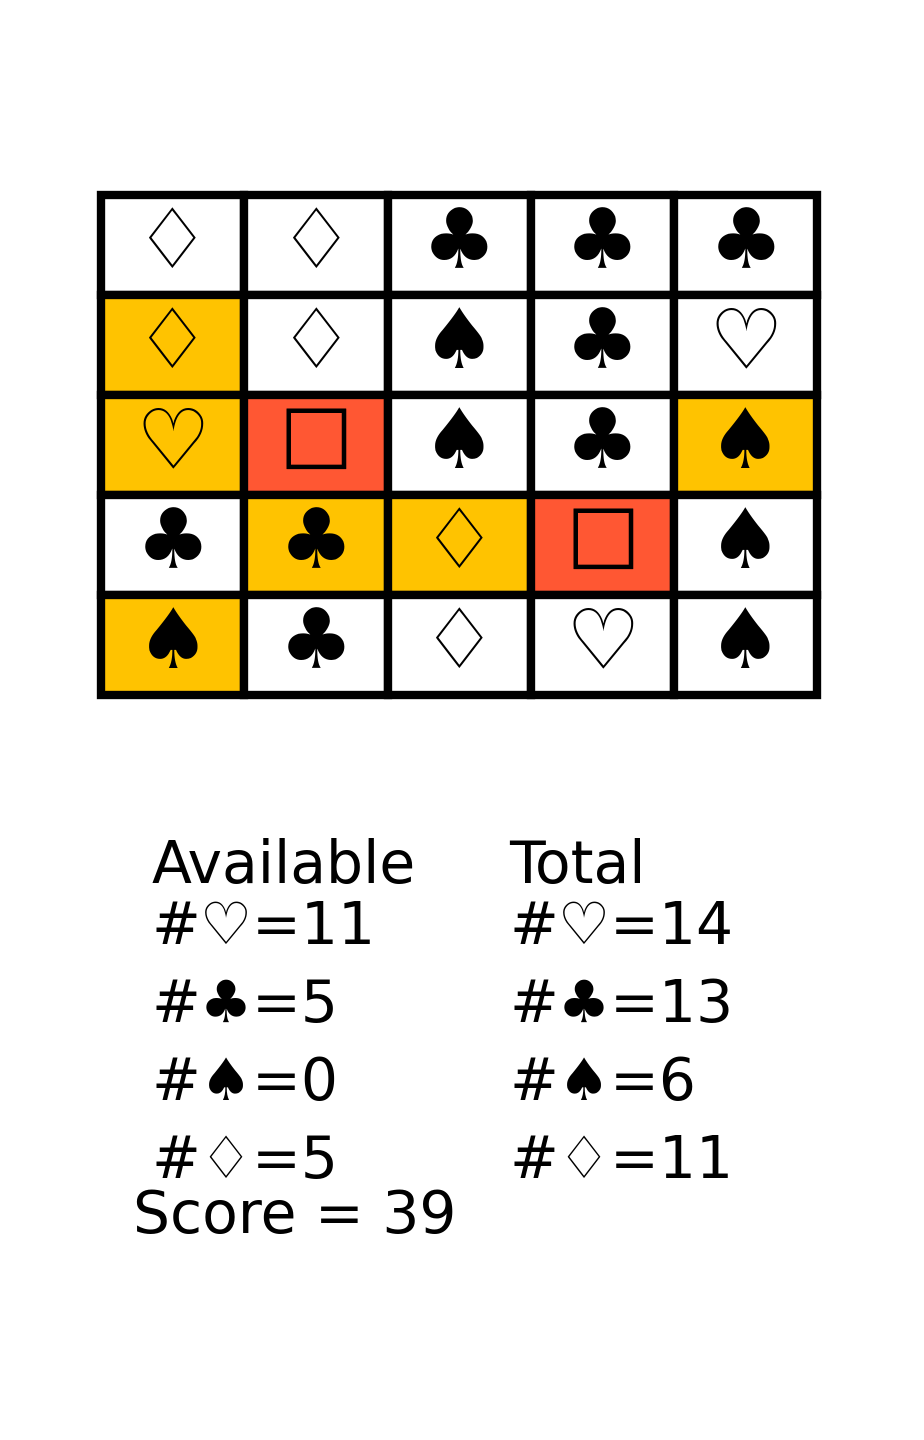 ♢ ♢ ♣ ♣ ♣
♢ ♢ ♠ ♣ ♡
♡ □ ♠ ♣ ♠
♣ ♣ ♢ □ ♠
♠ ♣ ♢ ♡ ♠
Available Total
#♡=11 #♡=14
#♣=5 #♣=13
#♠=0 #♠=6
#♢=5 #♢=11
Score = 39